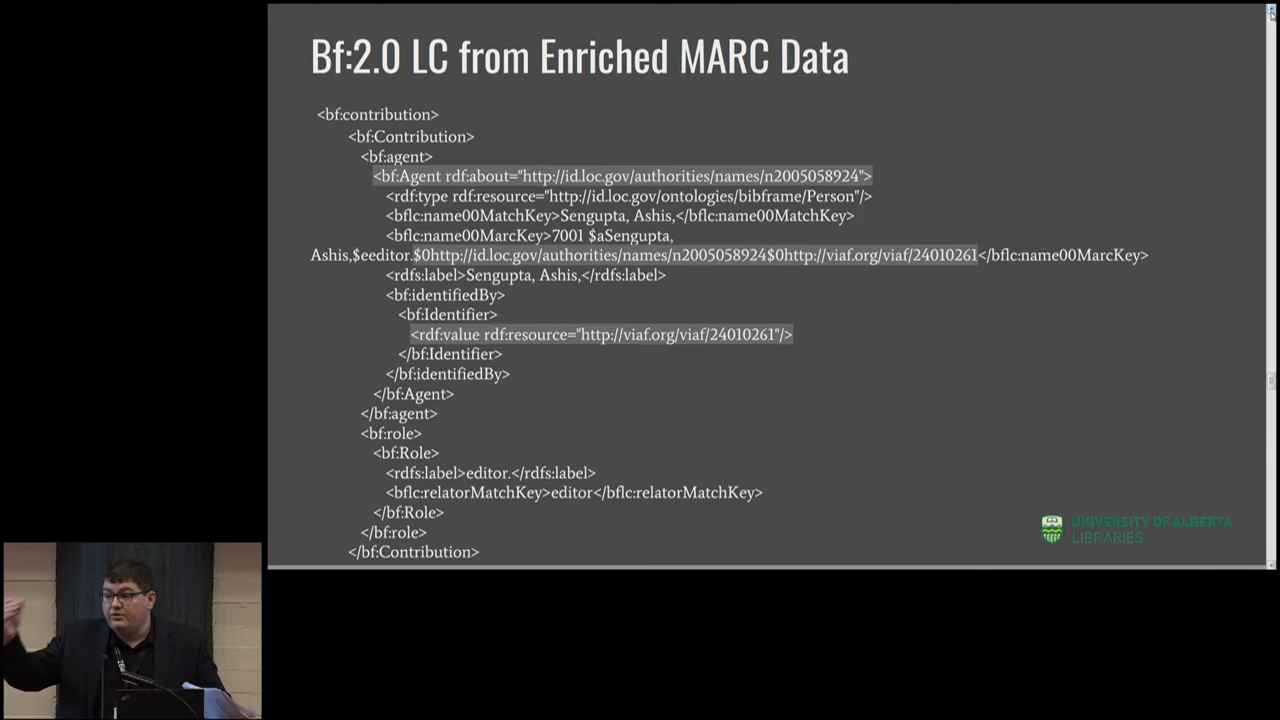 Bf:2.0 LC from Enriched MARC Data
<bf:contribution>
<bf:Contribution>
<bf:agent>
<bf:Agent rdf:about="http://id.loc.gov/authorities/names/n2005058924">
<rdf:type rdf:resource="http://id.loc.gov/ontologies/bibframe/Person"/>
<bflc:name00MatchKey>Sengupta, Ashis,</bflc:name00MatchKey>
<bflc:name00MarcKey>7001 $aSengupta,
Ashis,$eeditor.$0http://id.loc.gov/authorities/names/n2005058924$0http://viaf.org/viaf/24010261</bflc:name00MarcKey>
<rdfs:label>Sengupta, Ashis,</rdfs:label>
<bf:identifiedBy>
<bf:Identifier>
<rdf:value rdf:resource="http://viaf.org/viaf/24010261"/>
</bf:Identifier>
</bf:identifiedBy>
</bf:Agent>
</bf:agent>
<bf:role>
<bf:Role>
<rdfs:label>editor.</rdfs:label>
<bflc:relatorMatchKey>editor</bflc:relatorMatchKey>
</bf:Role>
</bf:role>
</bf:Contribution>
UNIVERSITY OF ALBERTA
LIBRARIES